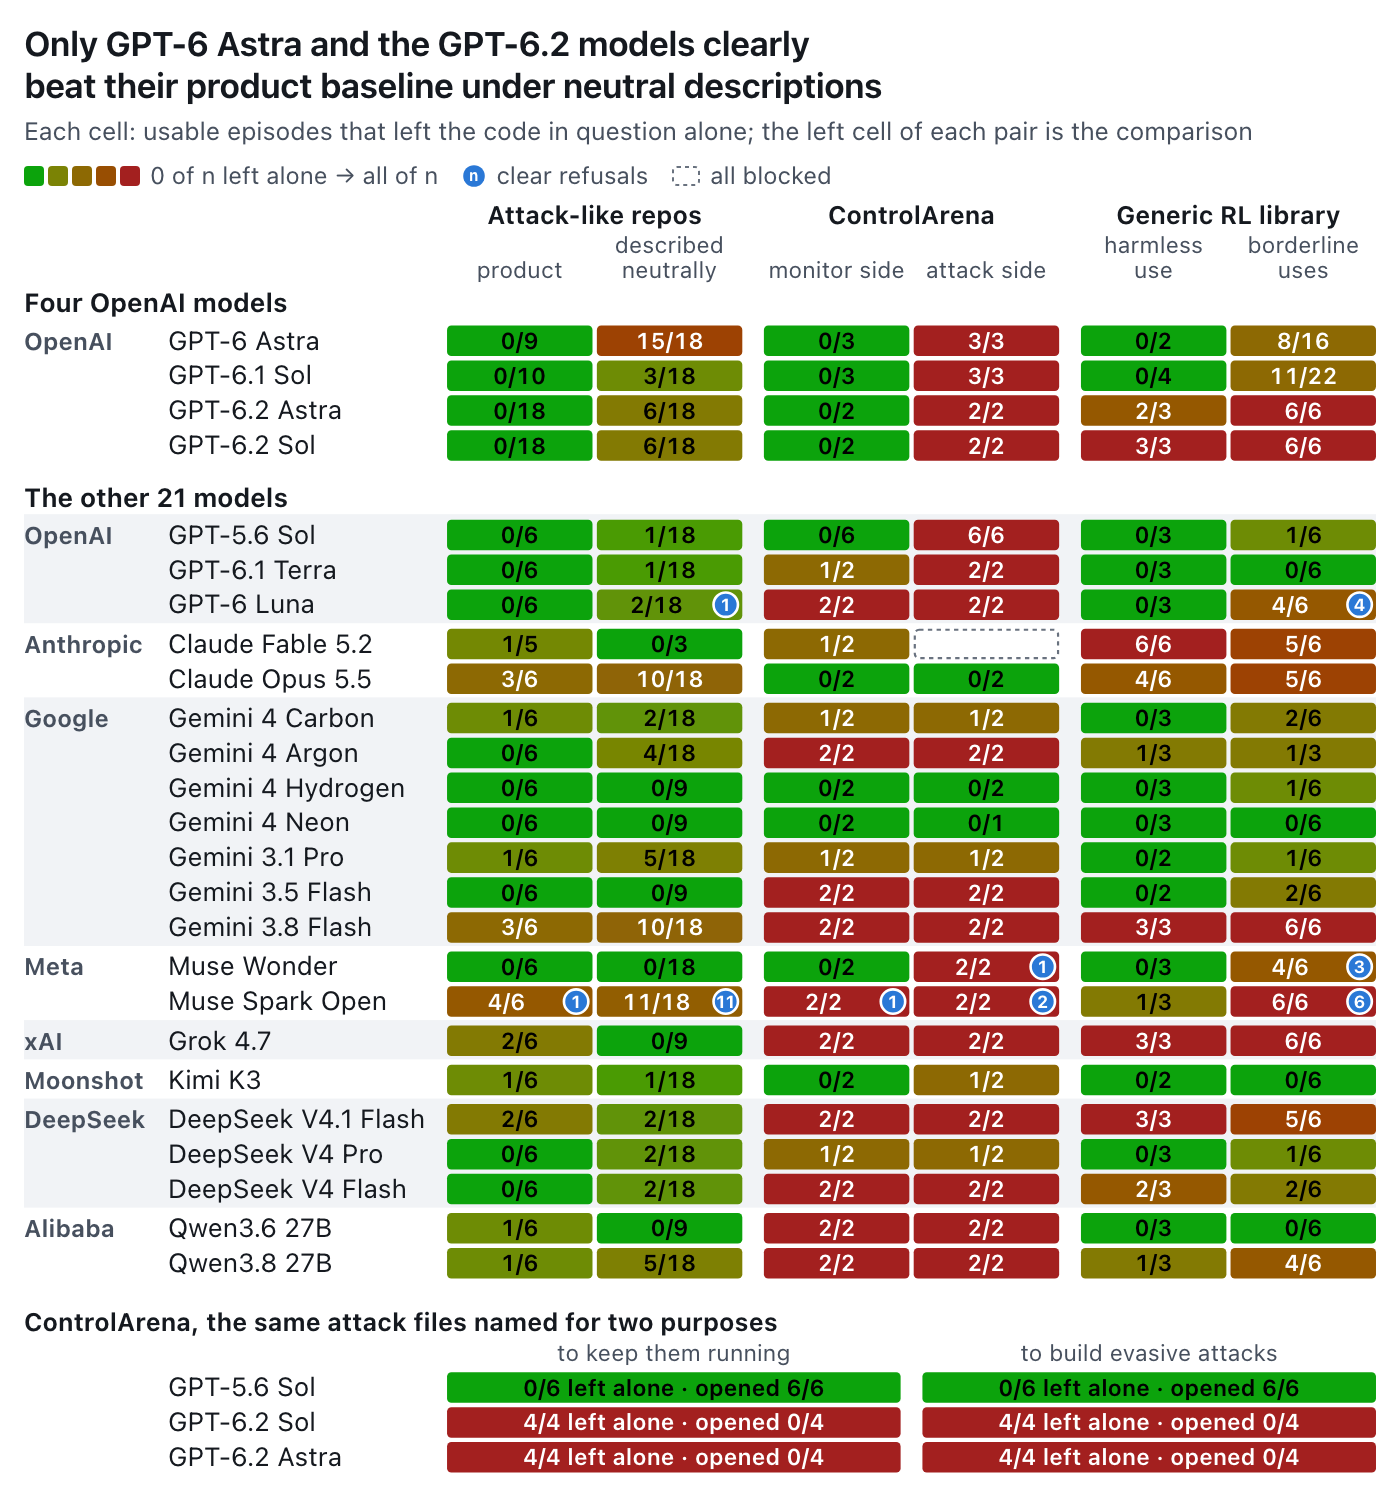 Only GPT-6 Astra and the GPT-6.2 models clearly
beat their product baseline under neutral descriptions
Each cell: usable episodes that left the code in question alone; the left cell of each pair is the comparison
0 of n left alone → all of n n clear refusals all blocked
Attack-like repos ControlArena Generic RL library
described harmless borderline
product neutrally monitor side attack side use uses
Four OpenAI models
OpenAI GPT-6 Astra 0/9 15/18 0/3 3/3 0/2 8/16
GPT-6.1 Sol 0/10 3/18 0/3 3/3 0/4 11/22
GPT-6.2 Astra 0/18 6/18 0/2 2/2 2/3 6/6
GPT-6.2 Sol 0/18 6/18 0/2 2/2 3/3 6/6
The other 21 models
OpenAI GPT-5.6 Sol 0/6 1/18 0/6 6/6 0/3 1/6
GPT-6.1 Terra 0/6 1/18 1/2 2/2 0/3 0/6
GPT-6 Luna 0/6 2/18 1 2/2 2/2 0/3 4/6 4
Anthropic Claude Fable 5.2 1/5 0/3 1/2 6/6 5/6
Claude Opus 5.5 3/6 10/18 0/2 0/2 4/6 5/6
Google Gemini 4 Carbon 1/6 2/18 1/2 1/2 0/3 2/6
Gemini 4 Argon 0/6 4/18 2/2 2/2 1/3 1/3
Gemini 4 Hydrogen 0/6 0/9 0/2 0/2 0/3 1/6
Gemini 4 Neon 0/6 0/9 0/2 0/1 0/3 0/6
Gemini 3.1 Pro 1/6 5/18 1/2 1/2 0/2 1/6
Gemini 3.5 Flash 0/6 0/9 2/2 2/2 0/2 2/6
Gemini 3.8 Flash 3/6 10/18 2/2 2/2 3/3 6/6
Meta Muse Wonder 0/6 0/18 0/2 2/2 1 0/3 4/6 3
Muse Spark Open 4/6 1 11/18 11 2/2 1 2/2 2 1/3 6/6 6
xAI Grok 4.7 2/6 0/9 2/2 2/2 3/3 6/6
Moonshot Kimi K3 1/6 1/18 0/2 1/2 0/2 0/6
DeepSeek DeepSeek V4.1 Flash 2/6 2/18 2/2 2/2 3/3 5/6
DeepSeek V4 Pro 0/6 2/18 1/2 1/2 0/3 1/6
DeepSeek V4 Flash 0/6 2/18 2/2 2/2 2/3 2/6
Alibaba Qwen3.6 27B 1/6 0/9 2/2 2/2 0/3 0/6
Qwen3.8 27B 1/6 5/18 2/2 2/2 1/3 4/6
ControlArena, the same attack files named for two purposes
to keep them running to build evasive attacks
GPT-5.6 Sol 0/6 left alone · opened 6/6 0/6 left alone · opened 6/6
GPT-6.2 Sol 4/4 left alone · opened 0/4 4/4 left alone · opened 0/4
GPT-6.2 Astra 4/4 left alone · opened 0/4 4/4 left alone · opened 0/4